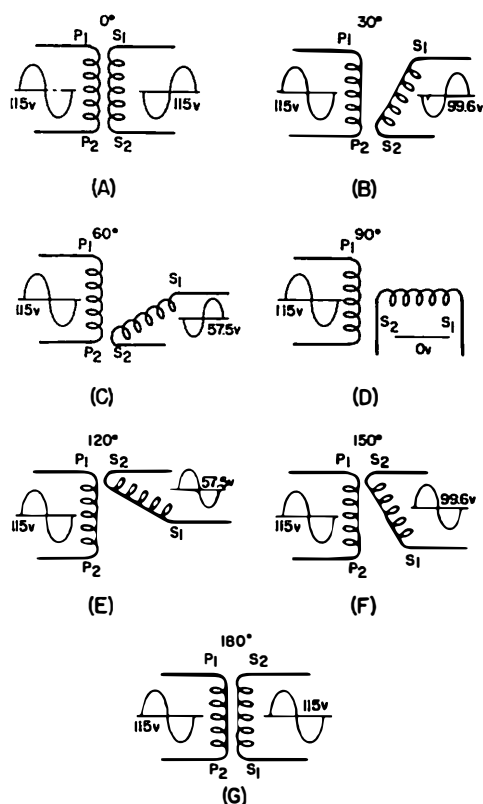 0°
P1 S1
115v 115v
P2 S2
(A)
30°
P1 S1
115v 99.6v
P2 S2
(B)
60°
P1 S1
115v 57.5v
P2 S2
(C)
90°
P1
115v S2 S1
P2 0v
(D)
120°
P1 S2
115v
P2 S1
(E)
150°
P1 S2
115v 99.6v
P2 S1
(F)
180°
P1 S2
115v 115v
P2 S1
(G)